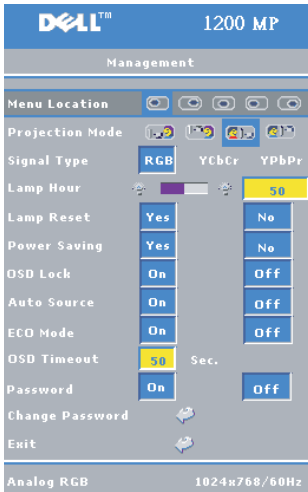 DELL™ 1200 MP
Management
Menu Location
Projection Mode
Signal Type RGB YCbCr YPbPr
Lamp Hour 50
Lamp Reset Yes No
Power Saving Yes No
OSD Lock On Off
Auto Source On Off
ECO Mode On Off
OSD Timeout 50 Sec.
Password On Off
Change Password
Exit
Analog RGB 1024x768/60Hz